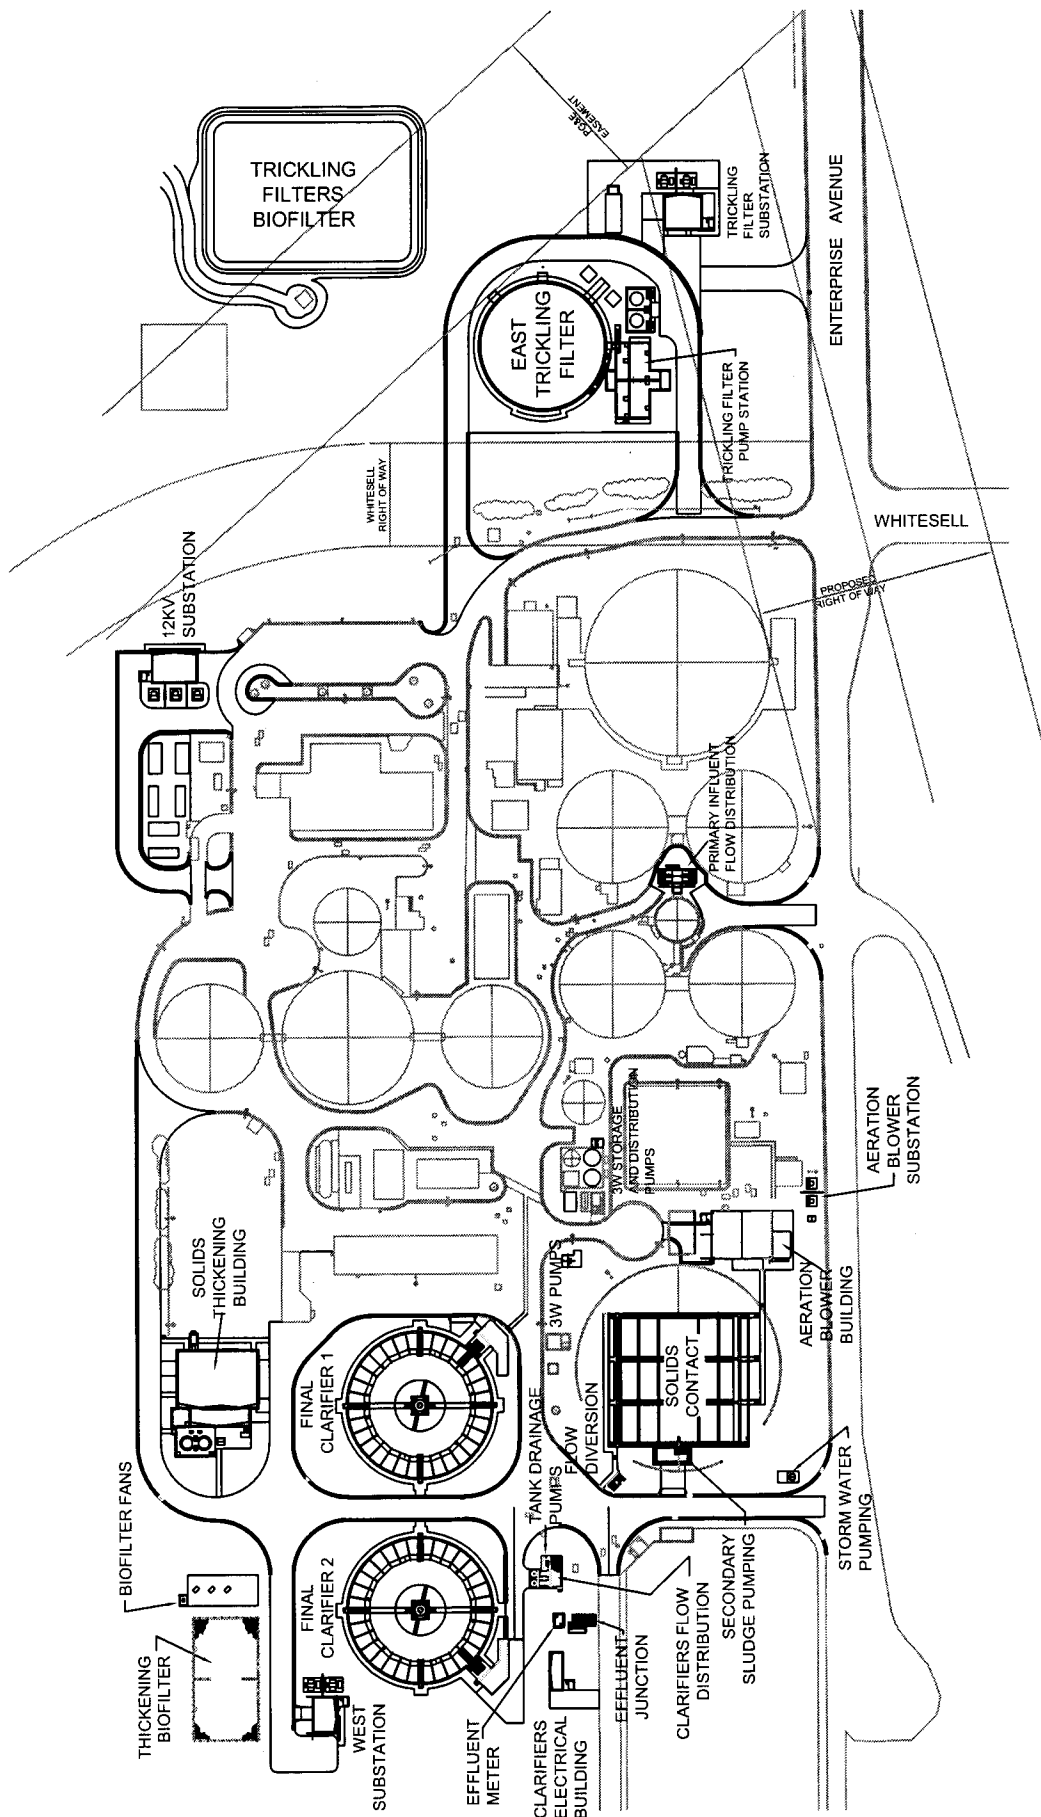 PG&E
EASEMENT
TRICKLING
FILTERS
BIOFILTER
TRICKLING
FILTER
SUBSTATION
ENTERPRISE AVENUE
EAST
TRICKLING
FILTER
TRICKLING FILTER
PUMP STATION
WHITESELL
RIGHT OF WAY
WHITESELL
12KV
SUBSTATION
PROPOSED
RIGHT OF WAY
PRIMARY INFLUENT
FLOW DISTRIBUTION
3W STORAGE
AND DISTRIBUTION
PUMPS
AERATION
BLOWER
SUBSTATION
SOLIDS
THICKENING
BUILDING
3W PUMPS
AERATION
BLOWER
BUILDING
SOLIDS
CONTACT
FINAL
CLARIFIER 1
FLOW
DIVERSION
TANK DRAINAGE
PUMPS
BIOFILTER FANS
STORM WATER
PUMPING
FINAL
CLARIFIER 2
SECONDARY
SLUDGE PUMPING
CLARIFIERS FLOW
DISTRIBUTION
EFFLUENT
JUNCTION
THICKENING
BIOFILTER
WEST
SUBSTATION
EFFLUENT
METER
CLARIFIERS
ELECTRICAL
BUILDING